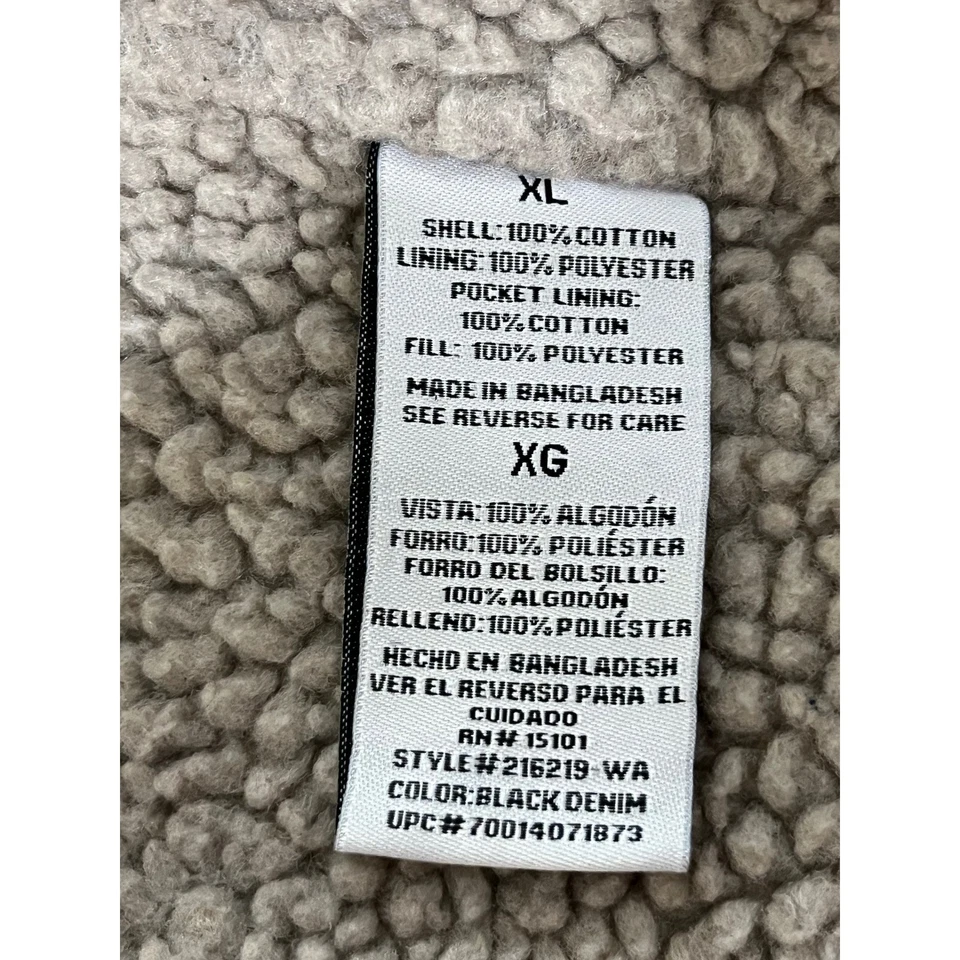 XL
SHELL: 100% COTTON
LINING: 100% POLYESTER
POCKET LINING:
100% COTTON
FILL: 100% POLYESTER
MADE IN BANGLADESH
SEE REVERSE FOR CARE
XG
VISTA: 100% ALGODÓN
FORRO: 100% POLIÉSTER
FORRO DEL BOLSILLO:
100% ALGODÓN
RELLENO: 100% POLIÉSTER
HECHO EN BANGLADESH
VER EL REVERSO PARA EL
CUIDADO
RN# 15101
STYLE#216219-WA
COLOR:BLACK DENIM
UPC#70014071873